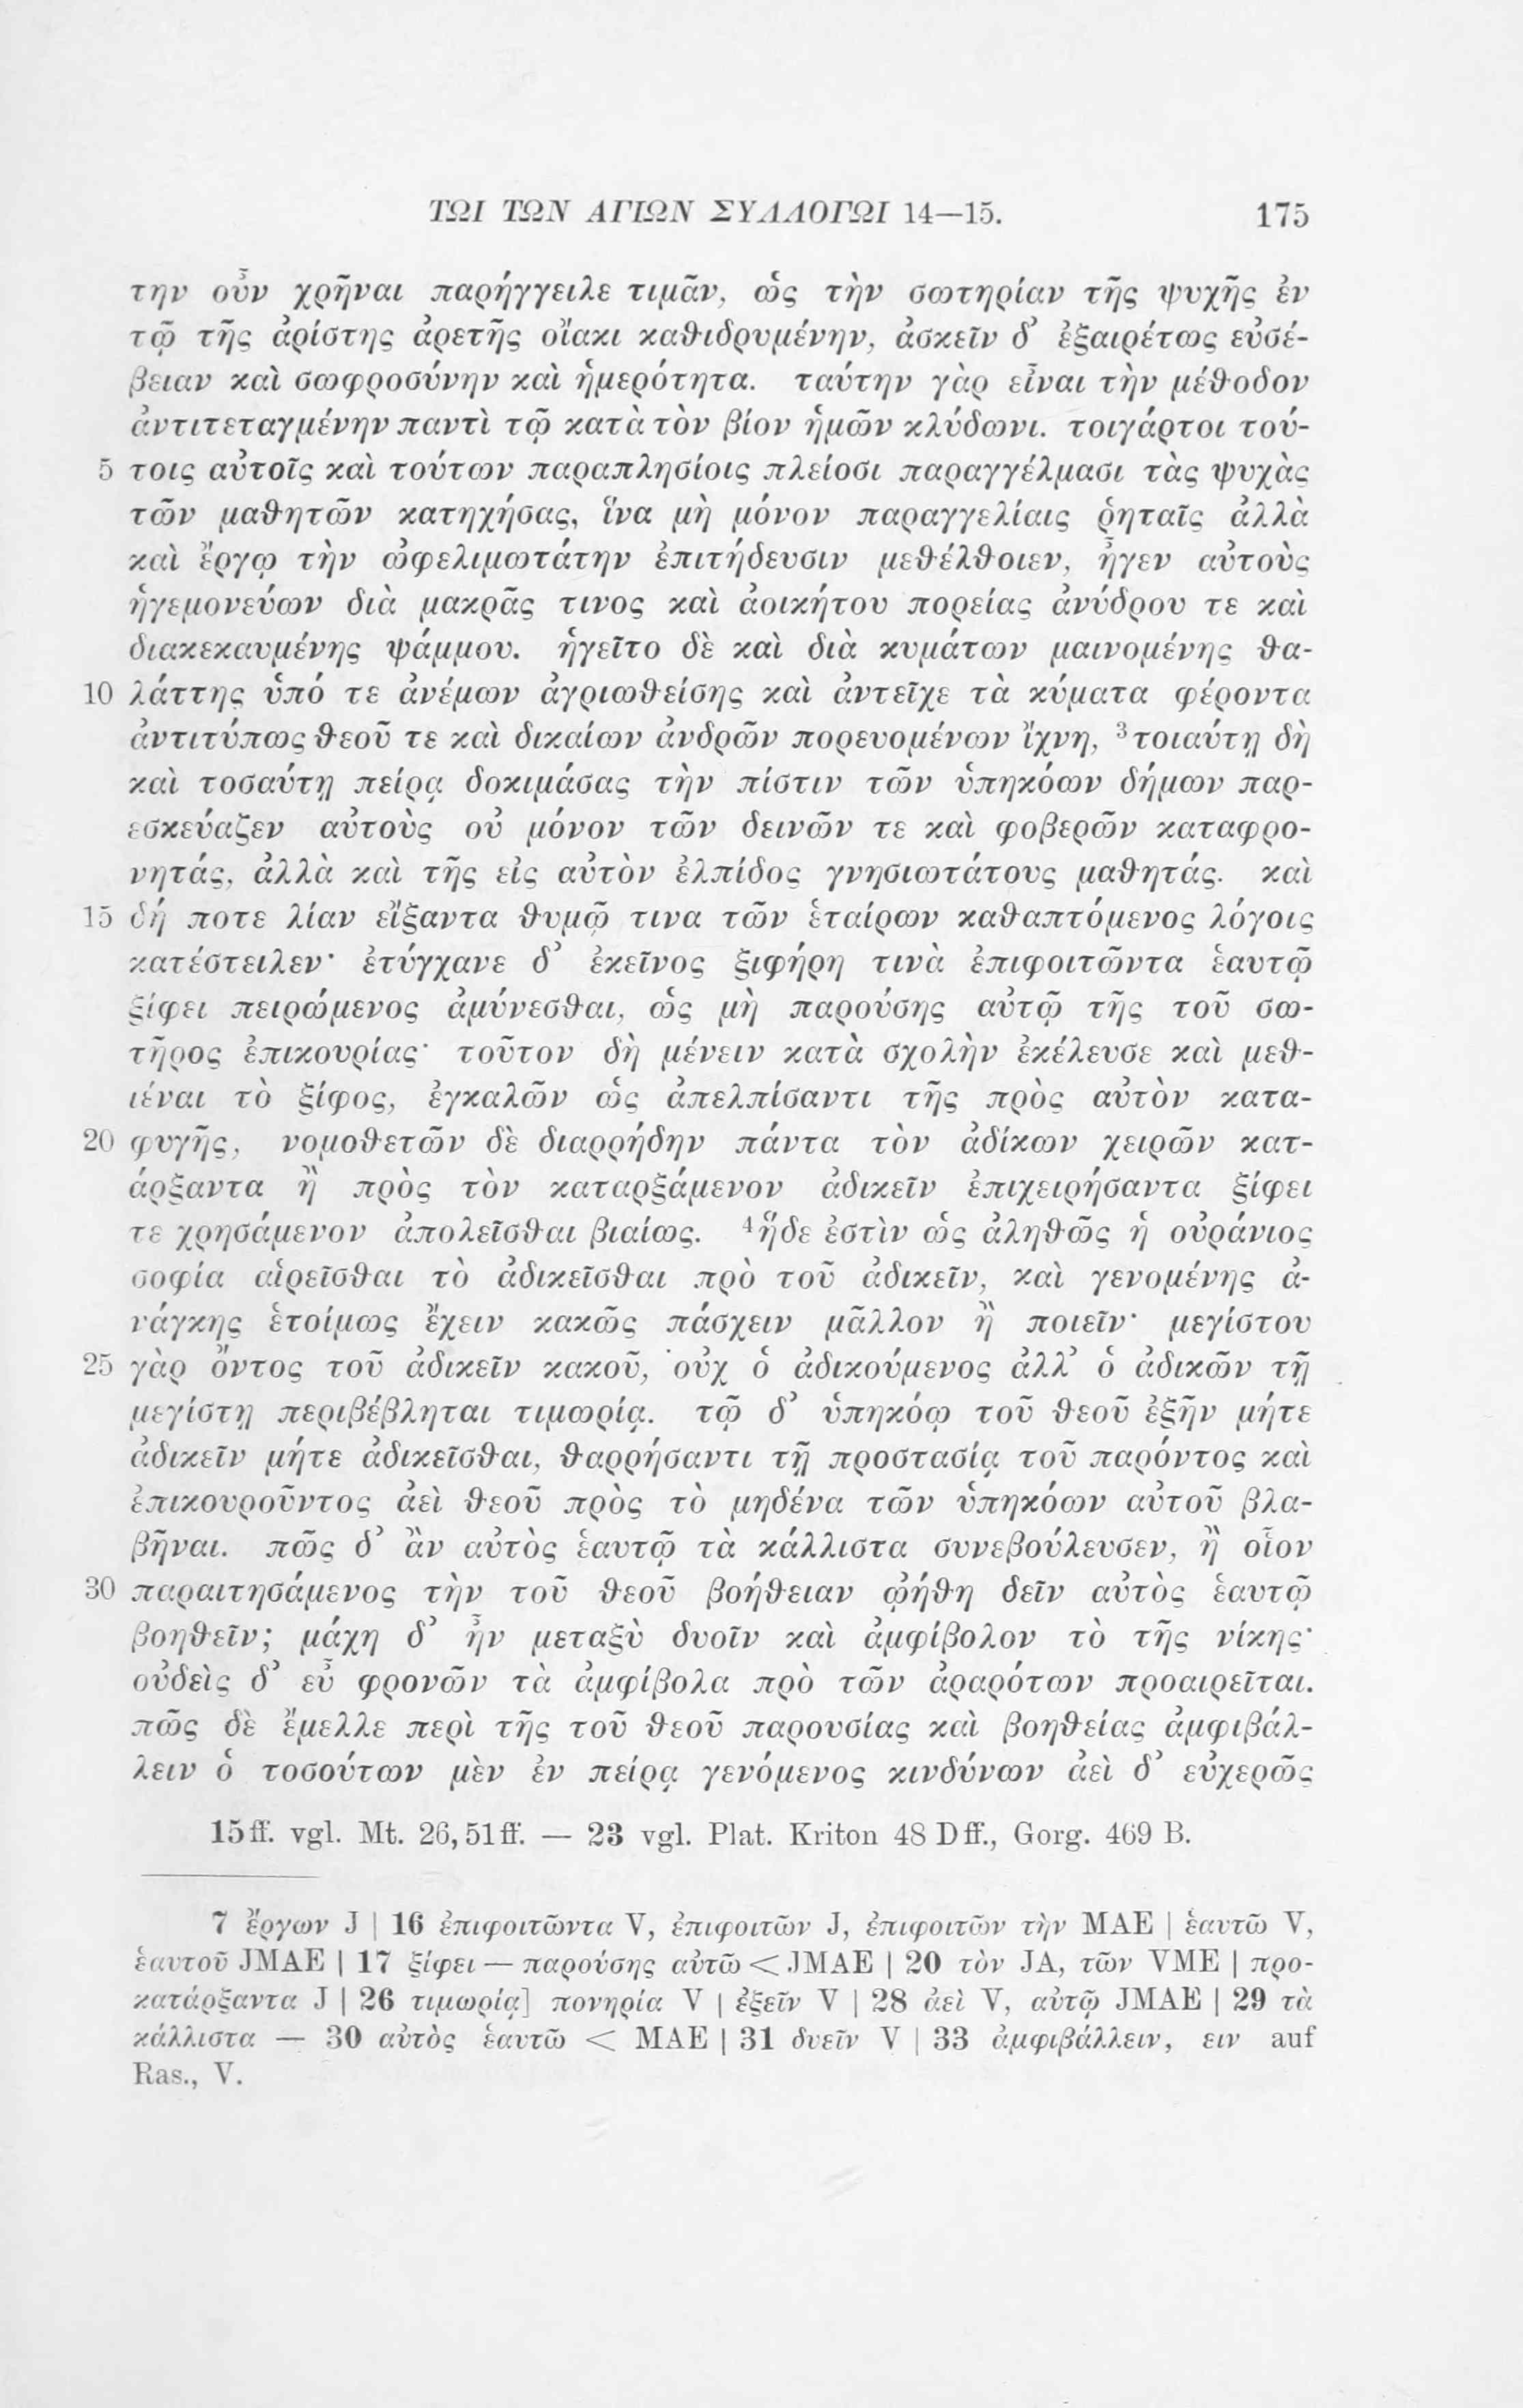 ΤΩΙ ΤΩΝ ΑΓΙΩΝ ΣΥΛΛΟΓΩΙ 14—15. 175
την οὖν χρῆναι παρήγγειλε τιμᾶν, ὡς τὴν σωτηρίαν τῆς ψυχῆς ἐν
τῷ τῆς ἀρίστης ἀρετῆς οἴακι καθιδρυμένην, ἀσκεῖν δ’ ἐξαιρέτως εὐσέ-
βειαν καὶ σωφροσύνην καὶ ἡμερότητα. ταύτην γὰρ εἶναι τὴν μέθοδον
ἀντιτεταγμένην παντὶ τῷ κατὰ τὸν βίον ἡμῶν κλύδωνι. τοιγάρτοι τού-
5 τοις αὐτοῖς καὶ τούτων παραπλησίοις πλείοσι παραγγέλμασι τὰς ψυχὰς
τῶν μαθητῶν κατηχήσας, ἵνα μὴ μόνον παραγγελίαις ῥηταῖς ἀλλὰ
καὶ ἔργῳ τὴν ὠφελιμωτάτην ἐπιτήδευσιν μεθέλθοιεν, ἦγεν αὐτοὺς
ἡγεμονεύων διὰ μακρᾶς τινος καὶ ἀοικήτου πορείας ἀνύδρου τε καὶ
διακεκαυμένης ψάμμου. ἡγεῖτο δὲ καὶ διὰ κυμάτων μαινομένης θα-
10 λάττης ὑπό τε ἀνέμων ἀγριωθείσης καὶ ἀντεῖχε τὰ κύματα φέροντα
ἀντιτύπως θεοῦ τε καὶ δικαίων ἀνδρῶν πορευομένων ἴχνη, ³τοιαύτῃ δὴ
καὶ τοσαύτῃ πείρᾳ δοκιμάσας τὴν πίστιν τῶν ὑπηκόων δήμων παρ-
εσκεύαζεν αὐτοὺς οὐ μόνον τῶν δεινῶν τε καὶ φοβερῶν καταφρο-
νητάς, ἀλλὰ καὶ τῆς εἰς αὐτὸν ἐλπίδος γνησιωτάτους μαθητάς. καὶ
15 δή ποτε λίαν εἴξαντα θυμῷ τινα τῶν ἑταίρων καθαπτόμενος λόγοις
κατέστειλεν· ἐτύγχανε δ’ ἐκεῖνος ξιφήρη τινὰ ἐπιφοιτῶντα ἑαυτῷ
ξίφει πειρώμενος ἀμύνεσθαι, ὡς μὴ παρούσης αὐτῷ τῆς τοῦ σω-
τῆρος ἐπικουρίας· τοῦτον δὴ μένειν κατὰ σχολὴν ἐκέλευσε καὶ μεθ-
ιέναι τὸ ξίφος, ἐγκαλῶν ὡς ἀπελπίσαντι τῆς πρὸς αὐτὸν κατα-
20 φυγῆς, νομοθετῶν δὲ διαρρήδην πάντα τὸν ἀδίκων χειρῶν κατ-
άρξαντα ἢ πρὸς τὸν καταρξάμενον ἀδικεῖν ἐπιχειρήσαντα ξίφει
τε χρησάμενον ἀπολεῖσθαι βιαίως. ⁴ἥδε ἐστὶν ὡς ἀληθῶς ἡ οὐράνιος
σοφία αἱρεῖσθαι τὸ ἀδικεῖσθαι πρὸ τοῦ ἀδικεῖν, καὶ γενομένης ἀ-
νάγκης ἑτοίμως ἔχειν κακῶς πάσχειν μᾶλλον ἢ ποιεῖν· μεγίστου
25 γὰρ ὄντος τοῦ ἀδικεῖν κακοῦ, οὐχ ὁ ἀδικούμενος ἀλλ’ ὁ ἀδικῶν τῇ
μεγίστῃ περιβέβληται τιμωρίᾳ. τῷ δ’ ὑπηκόῳ τοῦ θεοῦ ἐξῆν μήτε
ἀδικεῖν μήτε ἀδικεῖσθαι, θαρρήσαντι τῇ προστασίᾳ τοῦ παρόντος καὶ
ἐπικουροῦντος ἀεὶ θεοῦ πρὸς τὸ μηδένα τῶν ὑπηκόων αὐτοῦ βλα-
βῆναι. πῶς δ’ ἂν αὐτὸς ἑαυτῷ τὰ κάλλιστα συνεβούλευσεν, ἢ οἷον
30 παραιτησάμενος τὴν τοῦ θεοῦ βοήθειαν ᾠήθη δεῖν αὐτὸς ἑαυτῷ
βοηθεῖν; μάχη δ’ ἦν μεταξὺ δυοῖν καὶ ἀμφίβολον τὸ τῆς νίκης·
οὐδεὶς δ’ εὖ φρονῶν τὰ ἀμφίβολα πρὸ τῶν ἀραρότων προαιρεῖται.
πῶς δὲ ἔμελλε περὶ τῆς τοῦ θεοῦ παρουσίας καὶ βοηθείας ἀμφιβάλ-
λειν ὁ τοσούτων μὲν ἐν πείρᾳ γενόμενος κινδύνων ἀεὶ δ’ εὐχερῶς
15 ff. vgl. Mt. 26, 51 ff. — 23 vgl. Plat. Kriton 48 D ff., Gorg. 469 B.
7 ἔργων J | 16 ἐπιφοιτῶντα V, ἐπιφοιτῶν J, ἐπιφοιτῶν τὴν MAE | ἑαυτῶ V,
ἑαυτοῦ JMAE | 17 ξίφει — παρούσης αὐτῶ < JMAE | 20 τὸν JA, τῶν VME | προ-
κατάρξαντα J | 26 τιμωρίᾳ] πονηρία V | ἐξεῖν V | 28 ἀεὶ V, αὐτῷ JMAE | 29 τὰ
κάλλιστα — 30 αὐτὸς ἑαυτῶ < MAE | 31 δυεῖν V | 33 ἀμφιβάλλειν, ειν auf
Ras., V.